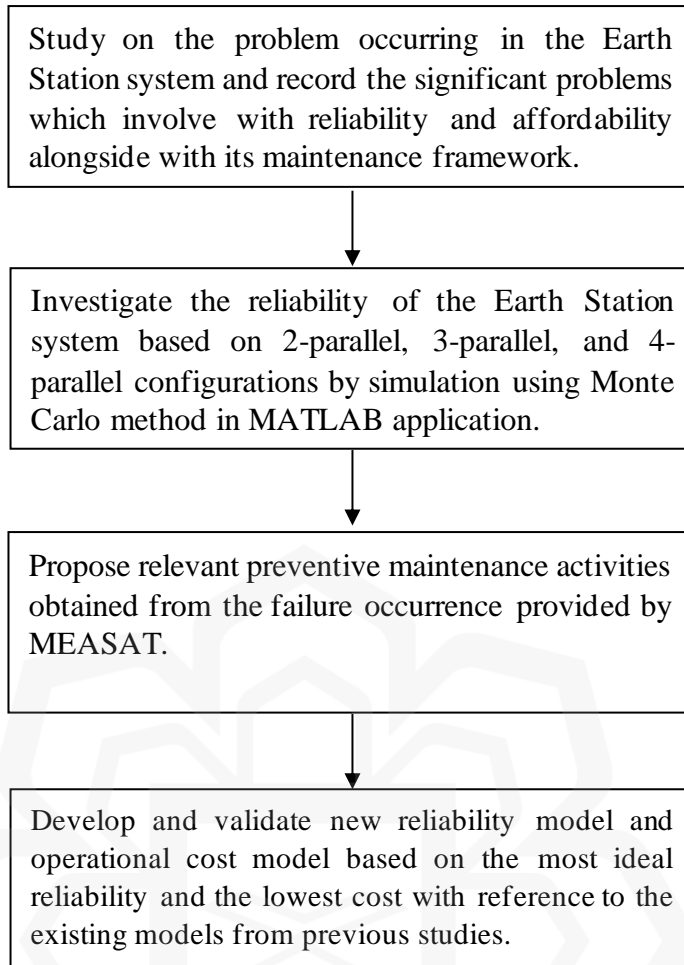 Study on the problem occurring in the Earth
Station system and record the significant problems
which involve with reliability and affordability
alongside with its maintenance framework.
Investigate the reliability of the Earth Station
system based on 2-parallel, 3-parallel, and 4-
parallel configurations by simulation using Monte
Carlo method in MATLAB application.
Propose relevant preventive maintenance activities
obtained from the failure occurrence provided by
MEASAT.
Develop and validate new reliability model and
operational cost model based on the most ideal
reliability and the lowest cost with reference to the
existing models from previous studies.